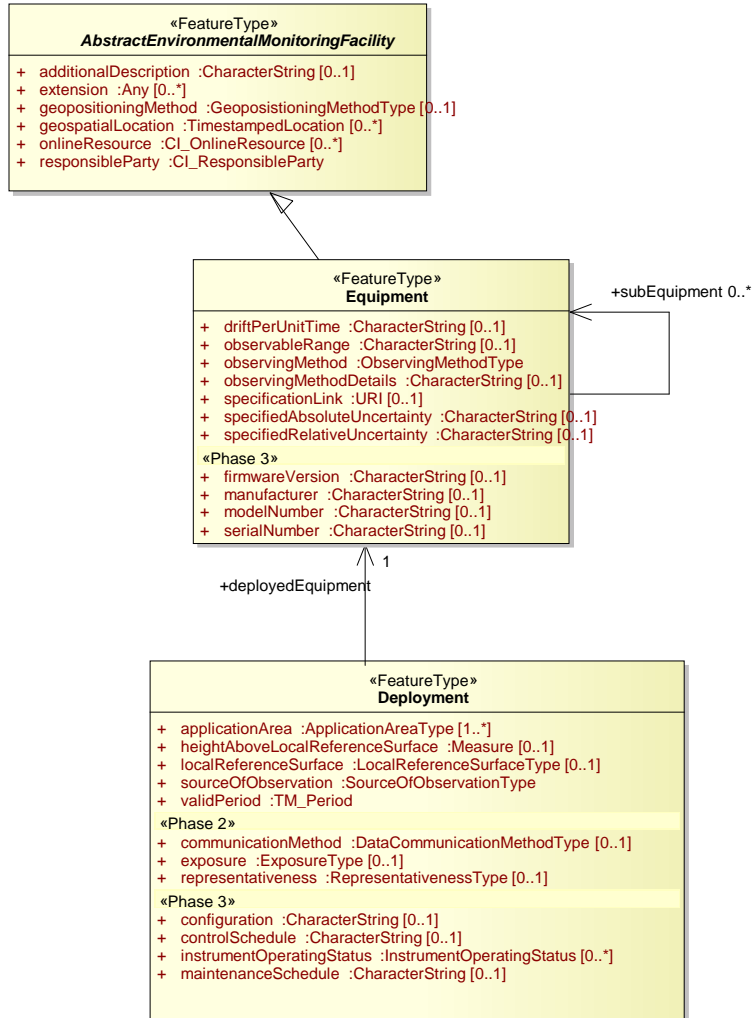 «FeatureType»
AbstractEnvironmentalMonitoringFacility
+ additionalDescription :CharacterString [0..1]
+ extension :Any [0..*]
+ geopositioningMethod :GeoposistioningMethodType [0..1]
+ geospatialLocation :TimestampedLocation [0..*]
+ onlineResource :CI_OnlineResource [0..*]
+ responsibleParty :CI_ResponsibleParty
«FeatureType»
Equipment
+ driftPerUnitTime :CharacterString [0..1]
+ observableRange :CharacterString [0..1]
+ observingMethod :ObservingMethodType
+ observingMethodDetails :CharacterString [0..1]
+ specificationLink :URI [0..1]
+ specifiedAbsoluteUncertainty :CharacterString [0..1]
+ specifiedRelativeUncertainty :CharacterString [0..1]
«Phase 3»
+ firmwareVersion :CharacterString [0..1]
+ manufacturer :CharacterString [0..1]
+ modelNumber :CharacterString [0..1]
+ serialNumber :CharacterString [0..1]
+subEquipment 0..*
1
+deployedEquipment
«FeatureType»
Deployment
+ applicationArea :ApplicationAreaType [1..*]
+ heightAboveLocalReferenceSurface :Measure [0..1]
+ localReferenceSurface :LocalReferenceSurfaceType [0..1]
+ sourceOfObservation :SourceOfObservationType
+ validPeriod :TM_Period
«Phase 2»
+ communicationMethod :DataCommunicationMethodType [0..1]
+ exposure :ExposureType [0..1]
+ representativeness :RepresentativenessType [0..1]
«Phase 3»
+ configuration :CharacterString [0..1]
+ controlSchedule :CharacterString [0..1]
+ instrumentOperatingStatus :InstrumentOperatingStatus [0..*]
+ maintenanceSchedule :CharacterString [0..1]